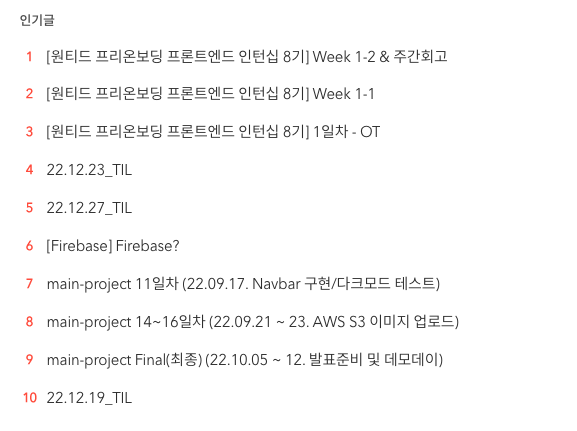 인기글
1 [원티드 프리온보딩 프론트엔드 인턴십 8기] Week 1-2 & 주간회고
2 [원티드 프리온보딩 프론트엔드 인턴십 8기] Week 1-1
3 [원티드 프리온보딩 프론트엔드 인턴십 8기] 1일차 - OT
4 22.12.23_TIL
5 22.12.27_TIL
6 [Firebase] Firebase?
7 main-project 11일차 (22.09.17. Navbar 구현/다크모드 테스트)
8 main-project 14~16일차 (22.09.21 ~ 23. AWS S3 이미지 업로드)
9 main-project Final(최종) (22.10.05 ~ 12. 발표준비 및 데모데이)
10 22.12.19_TIL